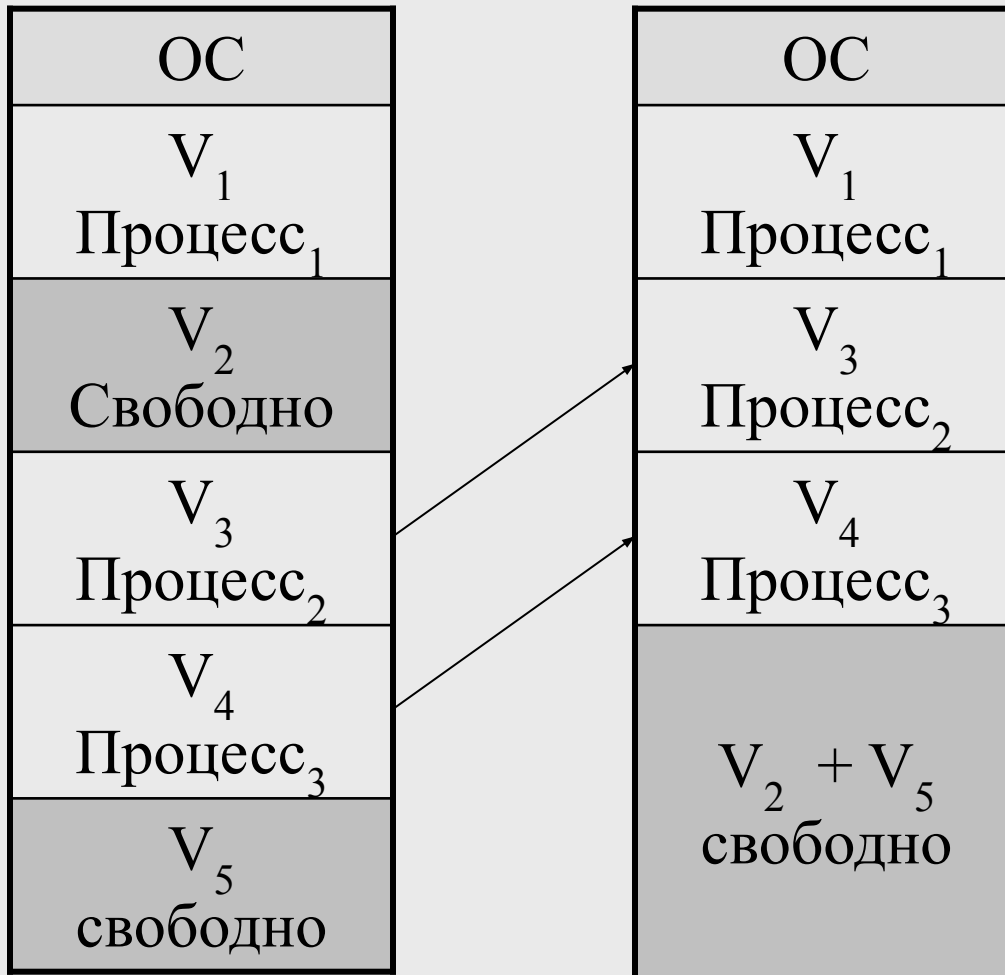 ОС
V₁
Процесс₁
V₂
Свободно
V₃
Процесс₂
V₄
Процесс₃
V₅
свободно
ОС
V₁
Процесс₁
V₃
Процесс₂
V₄
Процесс₃
V₂ + V₅
свободно